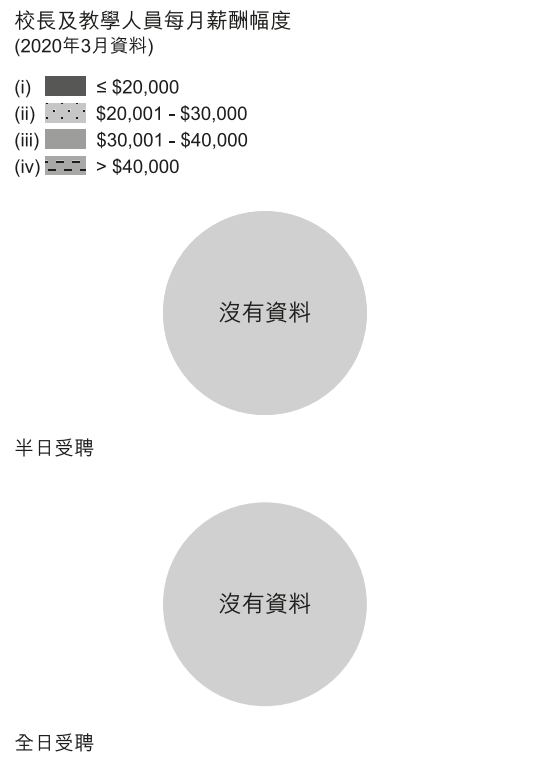 校長及教學人員每月薪酬幅度
(2020年3月資料)
(i) ≤ $20,000
(ii) $20,001 - $30,000
(iii) $30,001 - $40,000
(iv) > $40,000
沒有資料
半日受聘
沒有資料
全日受聘